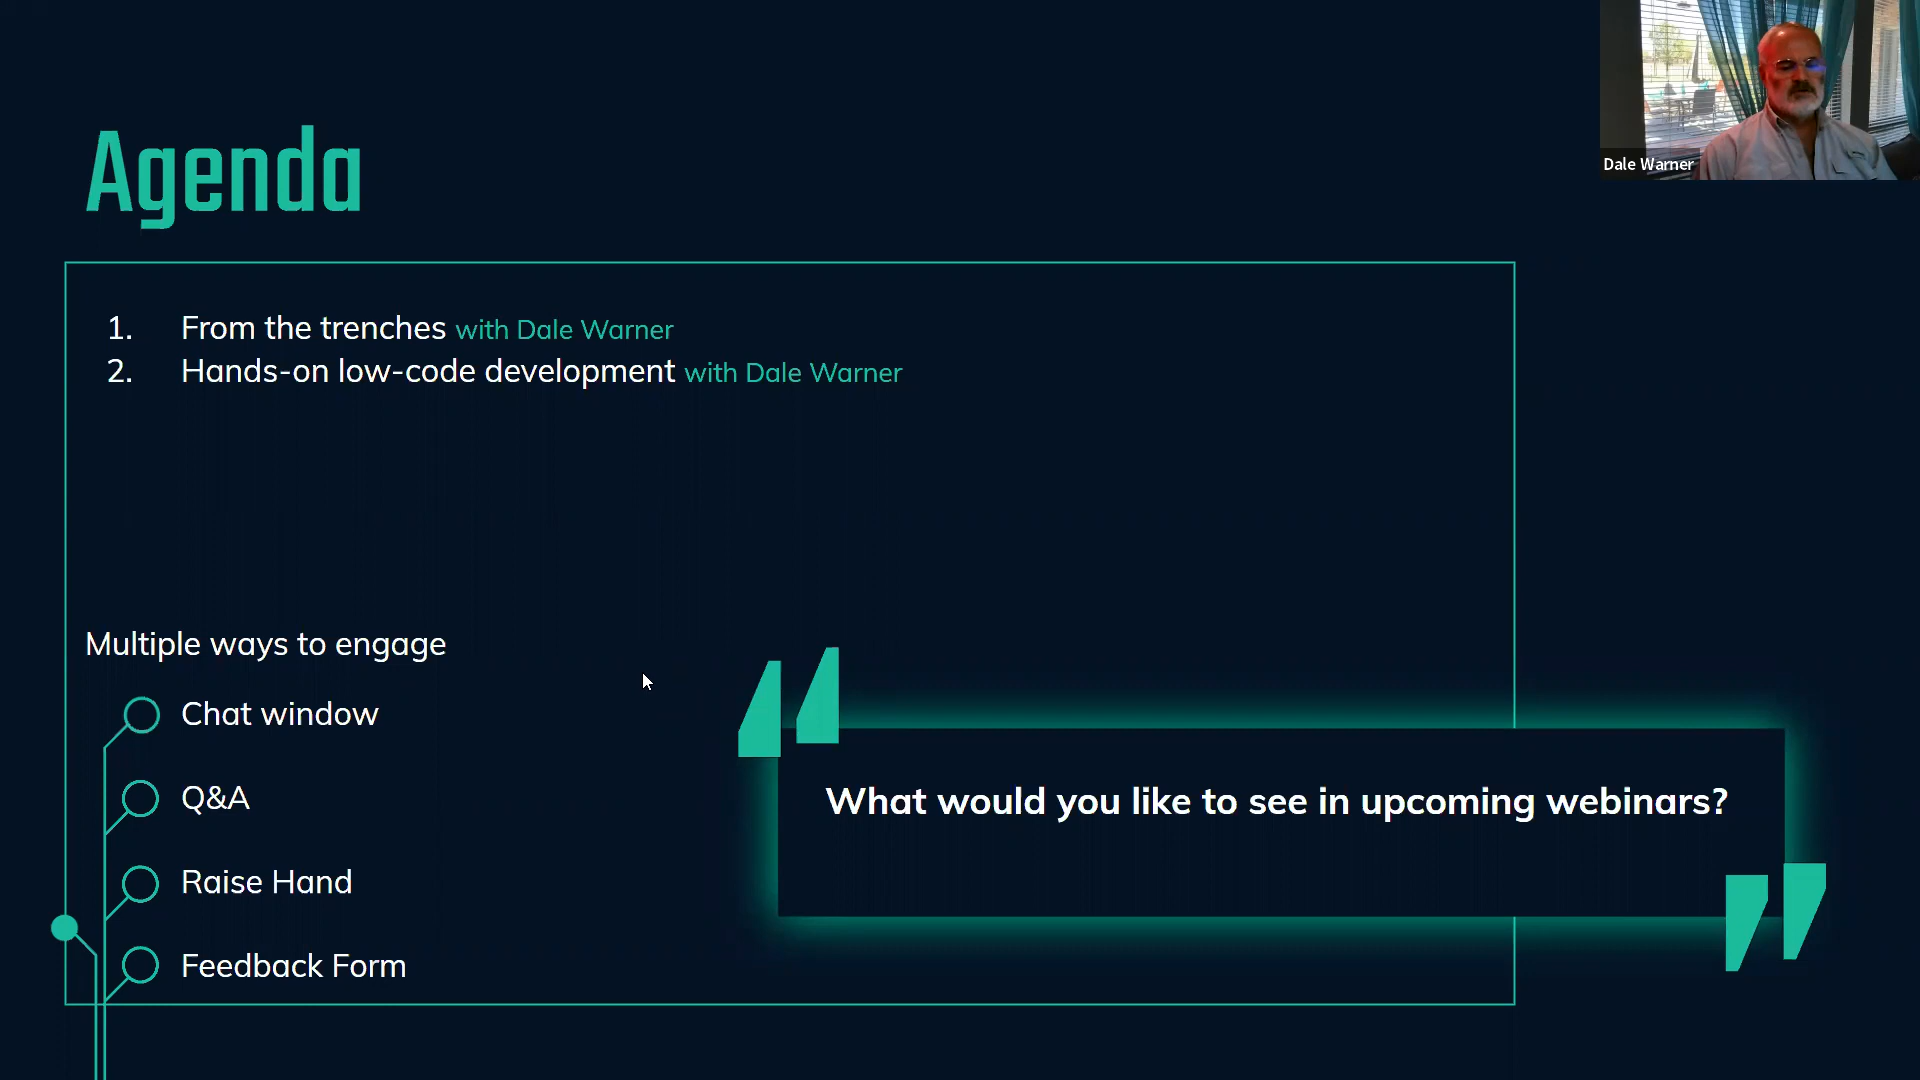 Agenda
Dale Warner
1. From the trenches with Dale Warner
2. Hands-on low-code development with Dale Warner
Multiple ways to engage
Chat window
Q&A
Raise Hand
Feedback Form
“
What would you like to see in upcoming webinars?
”